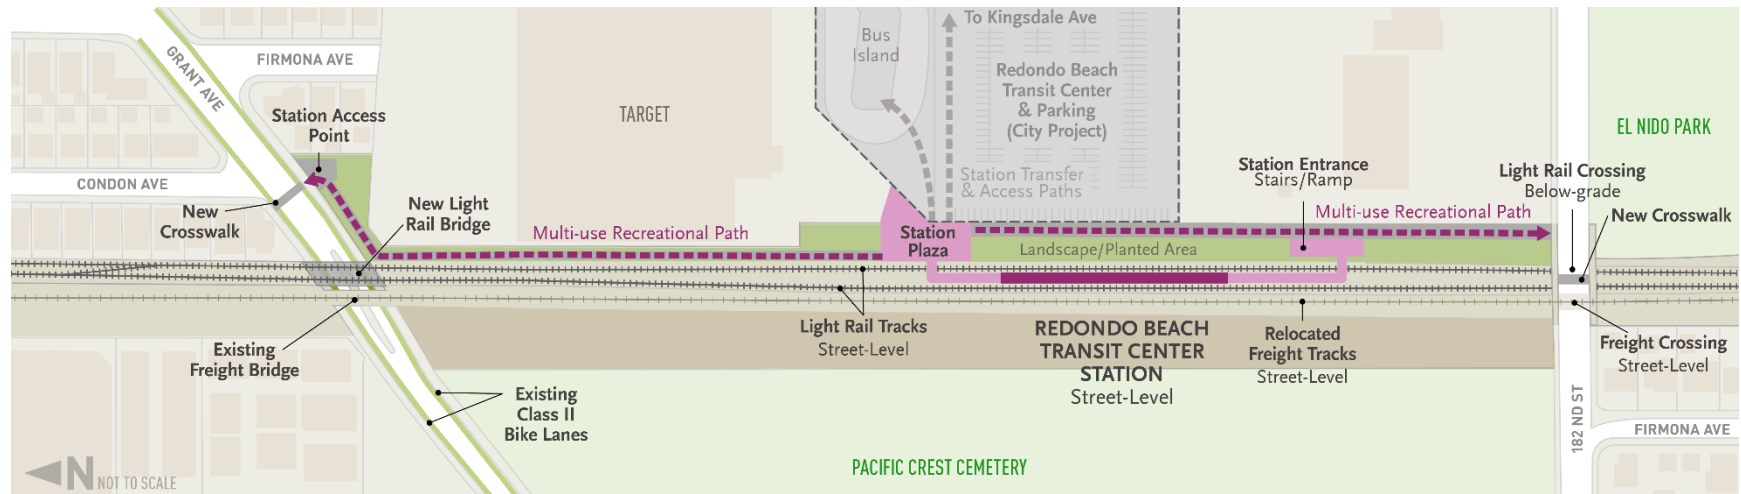 To Kingsdale Ave
Bus
Island
GRANT AVE
FIRMONA AVE
Redondo Beach
Transit Center
& Parking
(City Project)
TARGET
Station Access
Point
EL NIDO PARK
Station Transfer
& Access Paths
Station Entrance
Stairs/Ramp
Light Rail Crossing
Below-grade
CONDON AVE
New
Crosswalk
New Light
Rail Bridge
Multi-use Recreational Path
Station
Plaza
Landscape/Planted Area
Multi-use Recreational Path
New Crosswalk
Existing
Freight Bridge
Light Rail Tracks
Street-Level
REDONDO BEACH
TRANSIT CENTER
STATION
Street-Level
Relocated
Freight Tracks
Street-Level
Freight Crossing
Street-Level
Existing
Class II
Bike Lanes
182 ND ST
FIRMONA AVE
PACIFIC CREST CEMETERY
N
NOT TO SCALE